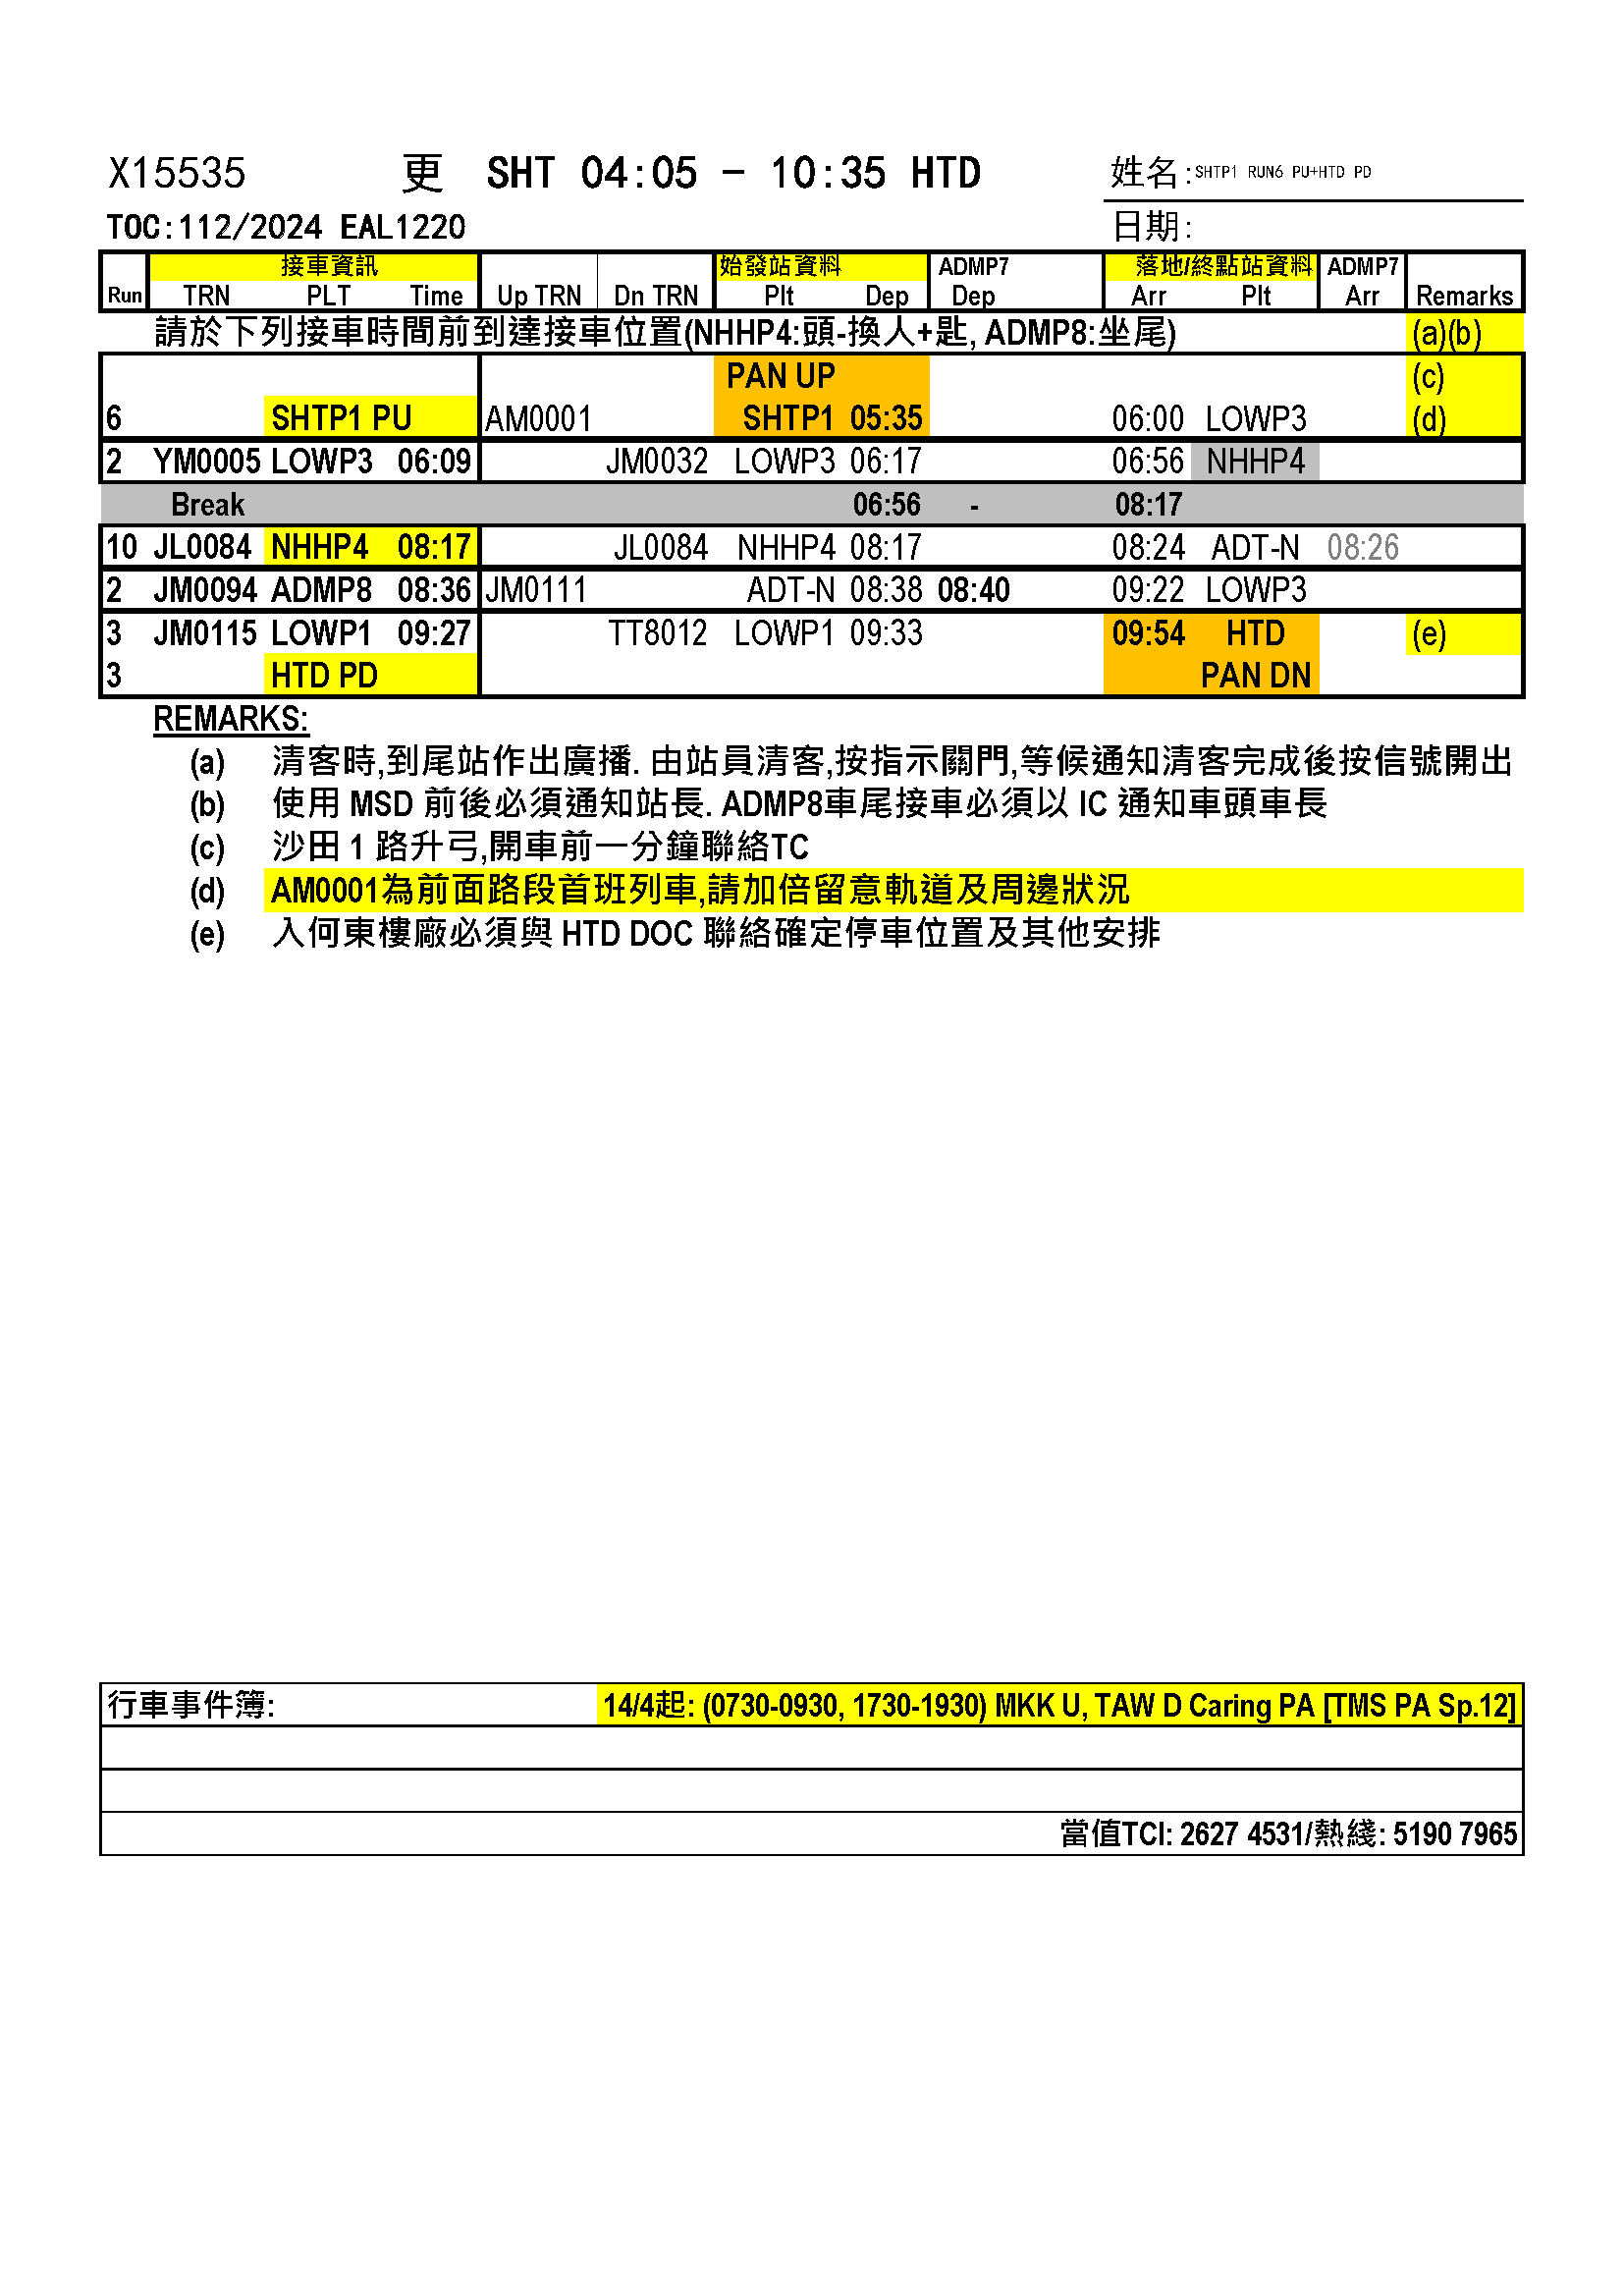 X15535 更 SHT 04:05 - 10:35 HTD 姓名:SHTP1 RUN6 PU+HTD PD
TOC:112/2024 EAL1220 日期:
接車資訊 始發站資料 ADMP7 落地/終點站資料 ADMP7
Run TRN PLT Time Up TRN Dn TRN Plt Dep Dep Arr Plt Arr Remarks
請於下列接車時間前到達接車位置(NHHP4:頭-換人+匙, ADMP8:坐尾) (a)(b)
PAN UP (c)
6 SHTP1 PU AM0001 SHTP1 05:35 06:00 LOWP3 (d)
2 YM0005 LOWP3 06:09 JM0032 LOWP3 06:17 06:56 NHHP4
Break 06:56 - 08:17
10 JL0084 NHHP4 08:17 JL0084 NHHP4 08:17 08:24 ADT-N 08:26
2 JM0094 ADMP8 08:36 JM0111 ADT-N 08:38 08:40 09:22 LOWP3
3 JM0115 LOWP1 09:27 TT8012 LOWP1 09:33 09:54 HTD (e)
3 HTD PD PAN DN
REMARKS:
(a) 清客時,到尾站作出廣播. 由站員清客,按指示關門,等候通知清客完成後按信號開出
(b) 使用 MSD 前後必須通知站長. ADMP8車尾接車必須以 IC 通知車頭車長
(c) 沙田 1 路升弓,開車前一分鐘聯絡TC
(d) AM0001為前面路段首班列車,請加倍留意軌道及周邊狀況
(e) 入何東樓廠必須與 HTD DOC 聯絡確定停車位置及其他安排
行車事件簿: 14/4起: (0730-0930, 1730-1930) MKK U, TAW D Caring PA [TMS PA Sp.12]
當值TCI: 2627 4531/熱綫: 5190 7965